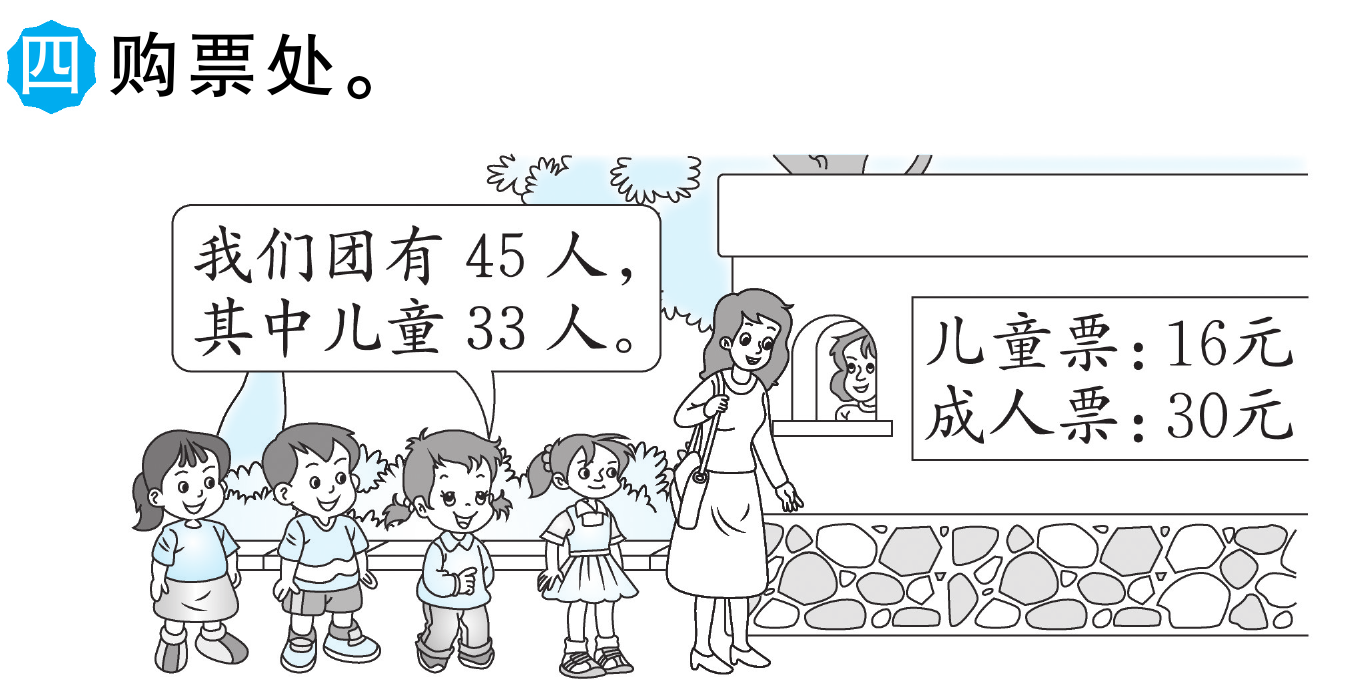 四 购票处。
我们团有 45 人，
其中儿童 33 人。
儿童票：16元
成人票：30元